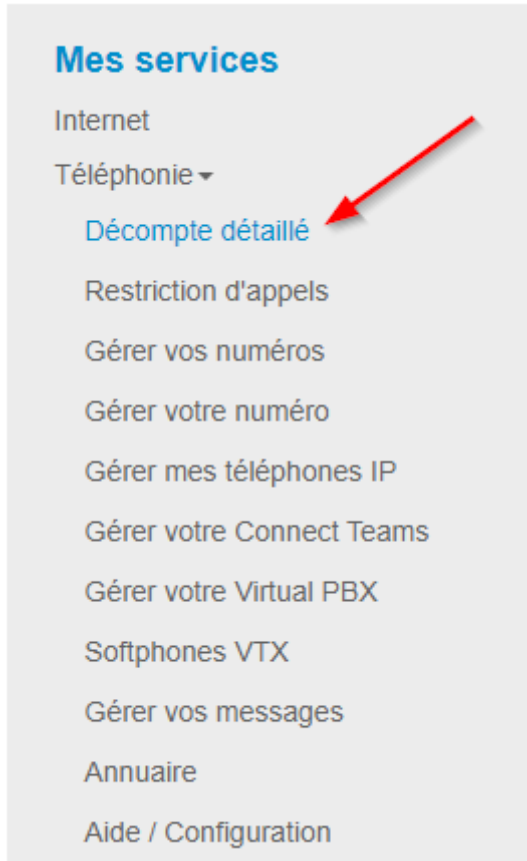 Mes services
Internet
Téléphonie
Décompte détaillé
Restriction d'appels
Gérer vos numéros
Gérer votre numéro
Gérer mes téléphones IP
Gérer votre Connect Teams
Gérer votre Virtual PBX
Softphones VTX
Gérer vos messages
Annuaire
Aide / Configuration